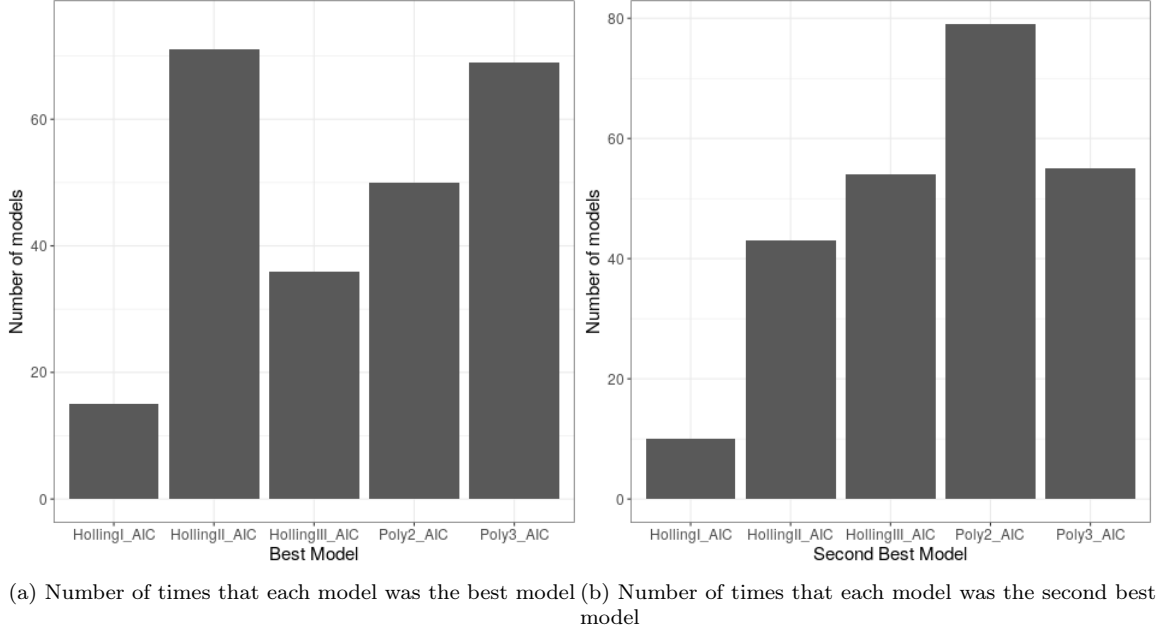 Number of models
60
40
20
0
HollingI_AIC HollingII_AIC HollingIII_AIC Poly2_AIC Poly3_AIC
Best Model
(a) Number of times that each model was the best model
Number of models
80
60
40
20
0
HollingI_AIC HollingII_AIC HollingIII_AIC Poly2_AIC Poly3_AIC
Second Best Model
(b) Number of times that each model was the second best
model